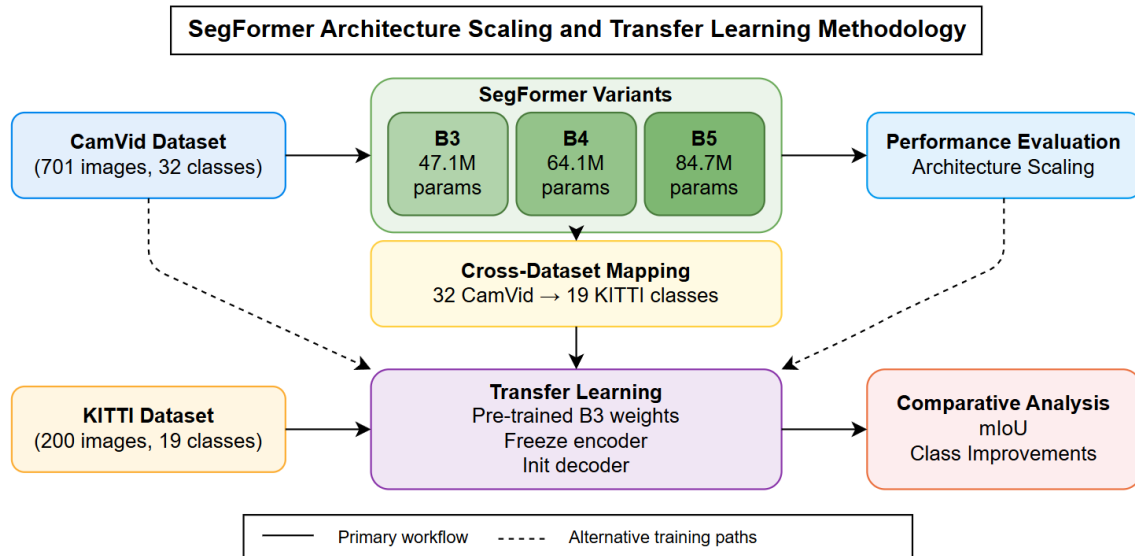 SegFormer Architecture Scaling and Transfer Learning Methodology
SegFormer Variants
CamVid Dataset
(701 images, 32 classes)
B3
47.1M
params
B4
64.1M
params
B5
84.7M
params
Performance Evaluation
Architecture Scaling
Cross-Dataset Mapping
32 CamVid → 19 KITTI classes
KITTI Dataset
(200 images, 19 classes)
Transfer Learning
Pre-trained B3 weights
Freeze encoder
Init decoder
Comparative Analysis
mIoU
Class Improvements
Primary workflow
Alternative training paths